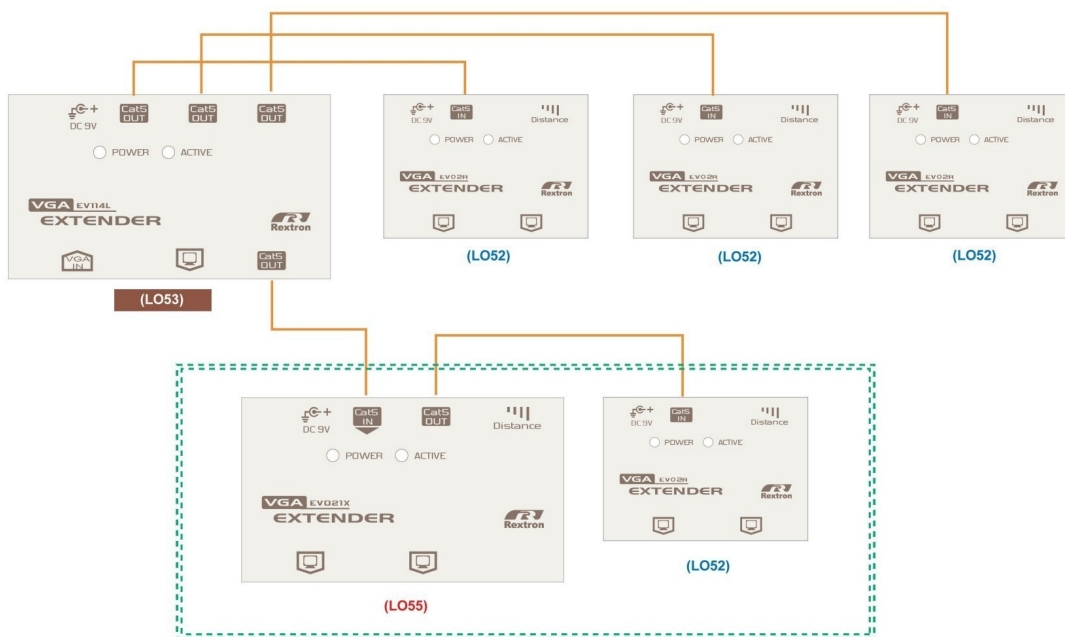 DC 9V
Cat5 OUT
Cat5 OUT
Cat5 OUT
POWER
ACTIVE
VGA EV114L
EXTENDER
Rextron
VGA IN
Cat5 OUT
(LO53)
DC 9V
Cat5 IN
Distance
POWER
ACTIVE
VGA EV02R
EXTENDER
Rextron
(LO52)
DC 9V
Cat5 IN
Distance
POWER
ACTIVE
VGA EV02R
EXTENDER
Rextron
(LO52)
DC 9V
Cat5 IN
Distance
POWER
ACTIVE
VGA EV02R
EXTENDER
Rextron
(LO52)
DC 9V
Cat5 IN
Cat5 OUT
Distance
POWER
ACTIVE
VGA EV021X
EXTENDER
Rextron
(LO55)
DC 9V
Cat5 IN
Distance
POWER
ACTIVE
VGA EV02R
EXTENDER
Rextron
(LO52)